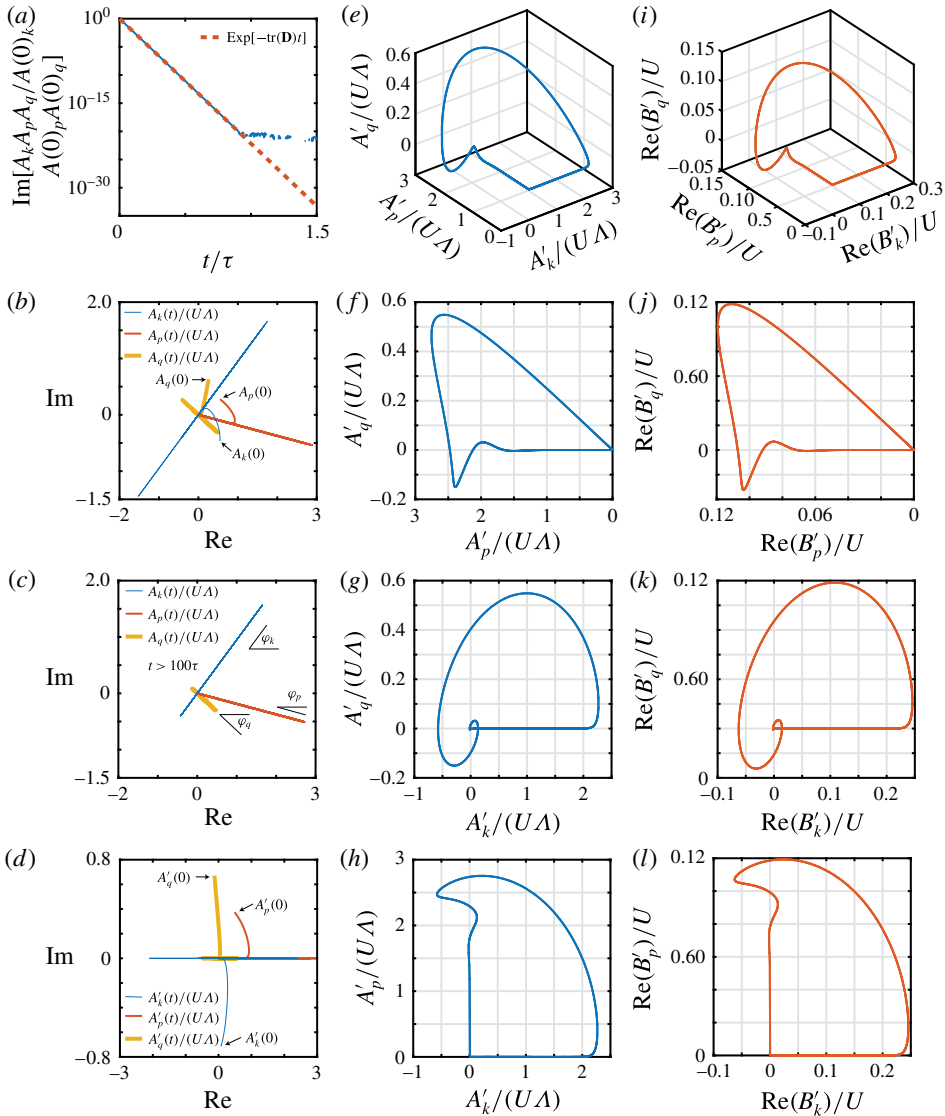 (a)
Im[A_k A_p A_q/A(0)_k
A(0)_p A(0)_q]
10^0
10^−15
10^−30
Exp[−tr(D)t]
0
1.5
t/τ
(e)
A′_q/(UΛ)
0.6
0.4
0.2
0
3
2
1
0
−1
0
1
2
3
A′_p/(UΛ)
A′_k/(UΛ)
(i)
Re(B′_q)/U
0.15
0.10
0.05
0
−0.05
0.15
0.10
0.5
0
−0.1
0
0.1
0.2
0.3
Re(B′_p)/U
Re(B′_k)/U
(b)
Im
2.0
0
−1.5
A_k(t)/(UΛ)
A_p(t)/(UΛ)
A_q(t)/(UΛ)
A_q(0)
A_p(0)
A_k(0)
−2
0
3
Re
(f)
A′_q/(UΛ)
0.6
0.4
0.2
0
−0.2
3
2
1
0
A′_p/(UΛ)
(j)
Re(B′_q)/U
0.12
0.60
0
0.12
0.06
0
Re(B′_p)/U
(c)
Im
2.0
0
−1.5
A_k(t)/(UΛ)
A_p(t)/(UΛ)
A_q(t)/(UΛ)
t > 100τ
φ_k
φ_p
φ_q
−2
0
3
Re
(g)
A′_q/(UΛ)
0.6
0.4
0.2
0
−0.2
−1
0
1
2
A′_k/(UΛ)
(k)
Re(B′_q)/U
0.12
0.60
0
−0.1
0
0.1
0.2
Re(B′_k)/U
(d)
Im
0.8
0
−0.8
A′_q(0)
A′_p(0)
A′_k(t)/(UΛ)
A′_p(t)/(UΛ)
A′_q(t)/(UΛ)
A′_k(0)
−2
0
3
Re
(h)
A′_p/(UΛ)
3
2
1
0
−1
0
1
2
A′_k/(UΛ)
(l)
Re(B′_p)/U
0.12
0.60
0
−0.1
0
0.1
0.2
Re(B′_k)/U